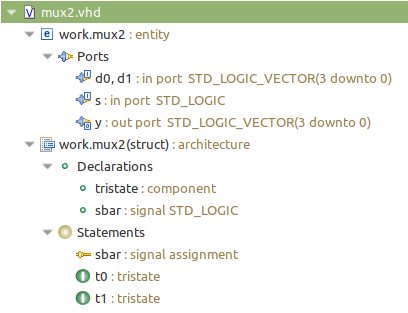 mux2.vhd
work.mux2 : entity
Ports
d0, d1 : in port STD_LOGIC_VECTOR(3 downto 0)
s : in port STD_LOGIC
y : out port STD_LOGIC_VECTOR(3 downto 0)
work.mux2(struct) : architecture
Declarations
tristate : component
sbar : signal STD_LOGIC
Statements
sbar : signal assignment
t0 : tristate
t1 : tristate